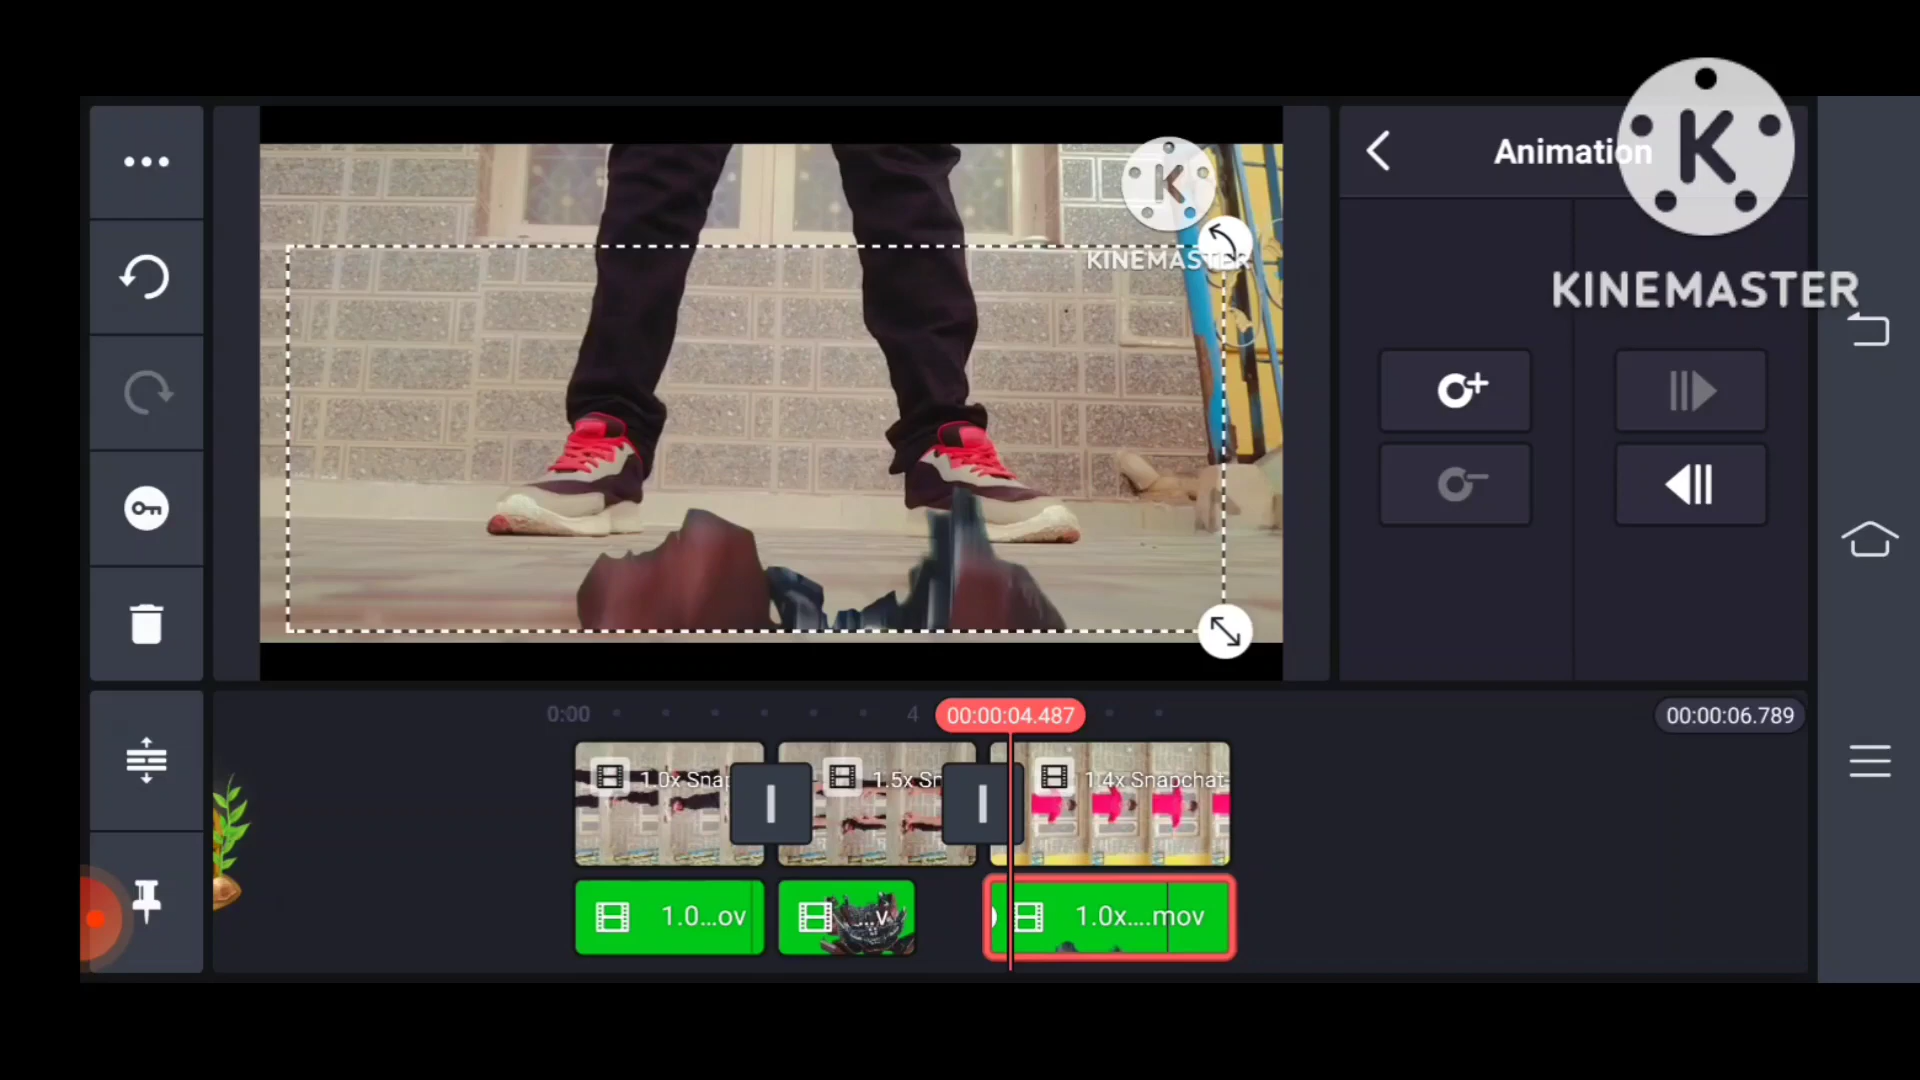 Animation
KINEMASTER
KINEMASTER
0:00
4
00:00:04.487
00:00:06.789
1.0x Snap
1.5x Sn
1.4x Snapchat-
1.0...ov
...v
1.0x....mov